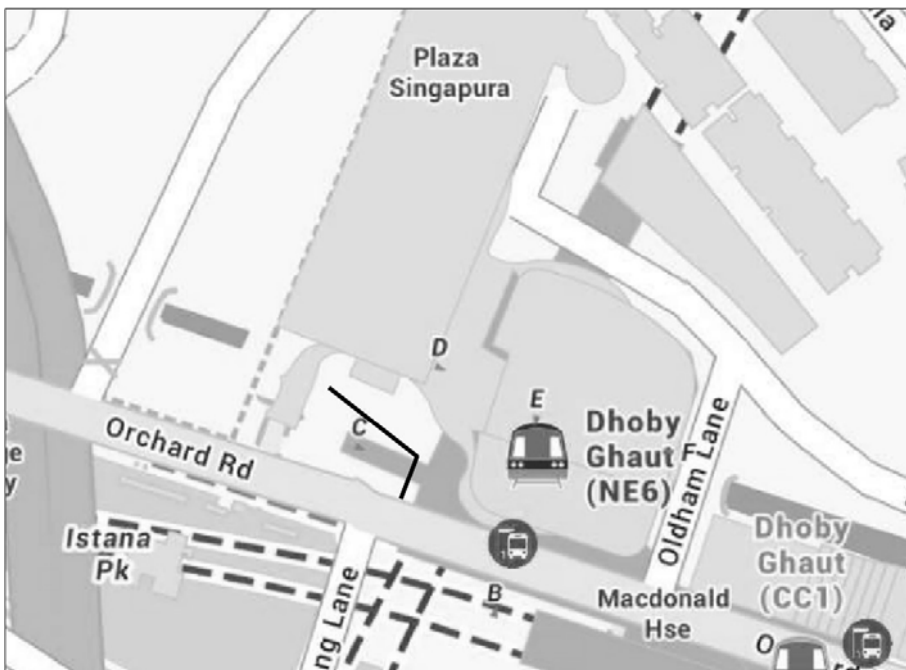 Plaza
Singapura
D
E
C
Dhoby
Ghaut
(NE6)
Oldham Lane
Orchard Rd
Istana
Pk
B
Macdonald
Hse
Dhoby
Ghaut
(CC1)
Lane
O